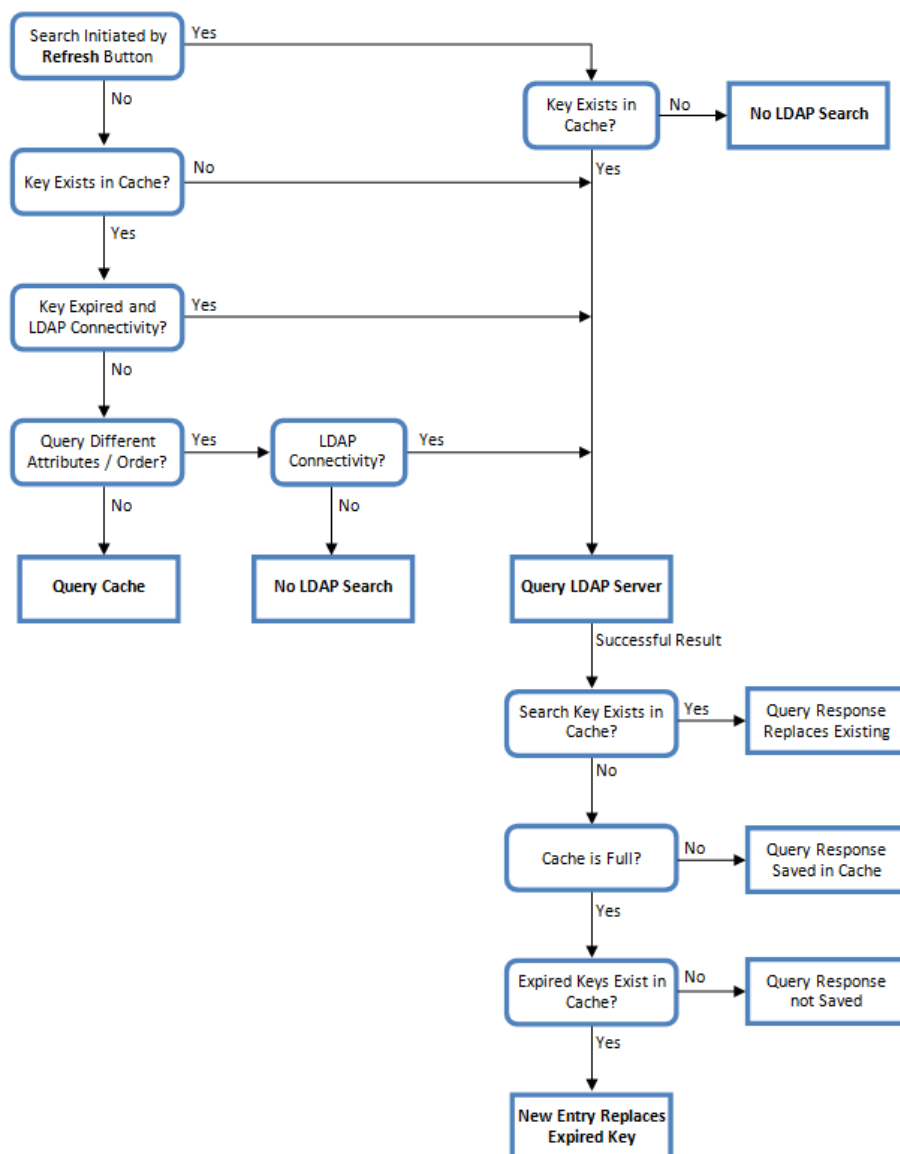 Search Initiated by
Refresh Button
Yes
No
Key Exists in
Cache?
No
No LDAP Search
Key Exists in Cache?
No
Yes
Yes
Key Expired and
LDAP Connectivity?
Yes
No
Query Different
Attributes / Order?
Yes
LDAP
Connectivity?
Yes
No
No
Query Cache
No LDAP Search
Query LDAP Server
Successful Result
Search Key Exists in
Cache?
Yes
Query Response
Replaces Existing
No
Cache is Full?
No
Query Response
Saved in Cache
Yes
Expired Keys Exist in
Cache?
No
Query Response
not Saved
Yes
New Entry Replaces
Expired Key